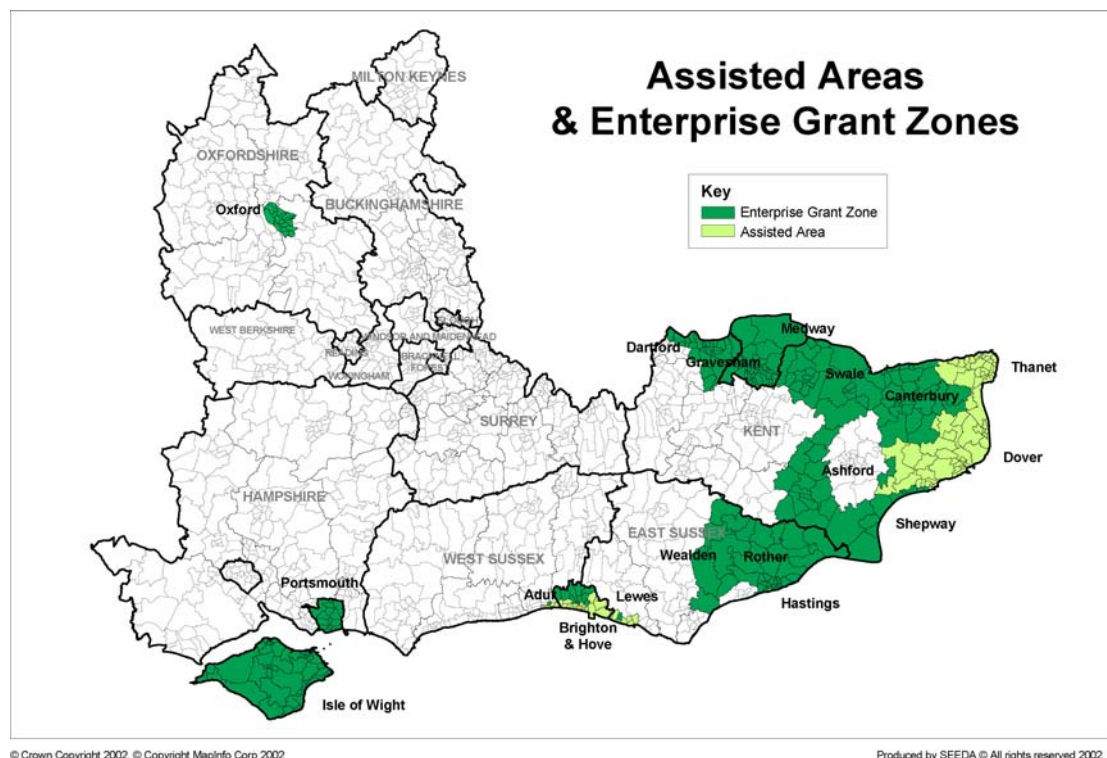 Assisted Areas
& Enterprise Grant Zones
Key
Enterprise Grant Zone
Assisted Area
MILTON KEYNES
OXFORDSHIRE
BUCKINGHAMSHIRE
Oxford
WEST BERKSHIRE
AND MAIDENHEAD
READING
BRACKNELL
FOREST
WOKINGHAM
Medway
Dartford
Gravesham
Thanet
Swale
Canterbury
SURREY
KENT
Dover
Ashford
HAMPSHIRE
Shepway
EAST SUSSEX
WEST SUSSEX
Wealden
Rother
Portsmouth
Lewes
Hastings
Brighton
& Hove
Isle of Wight
© Crown Copyright 2002. © Copyright MapInfo Corp 2002
Produced by SEEDA © All rights reserved 2002